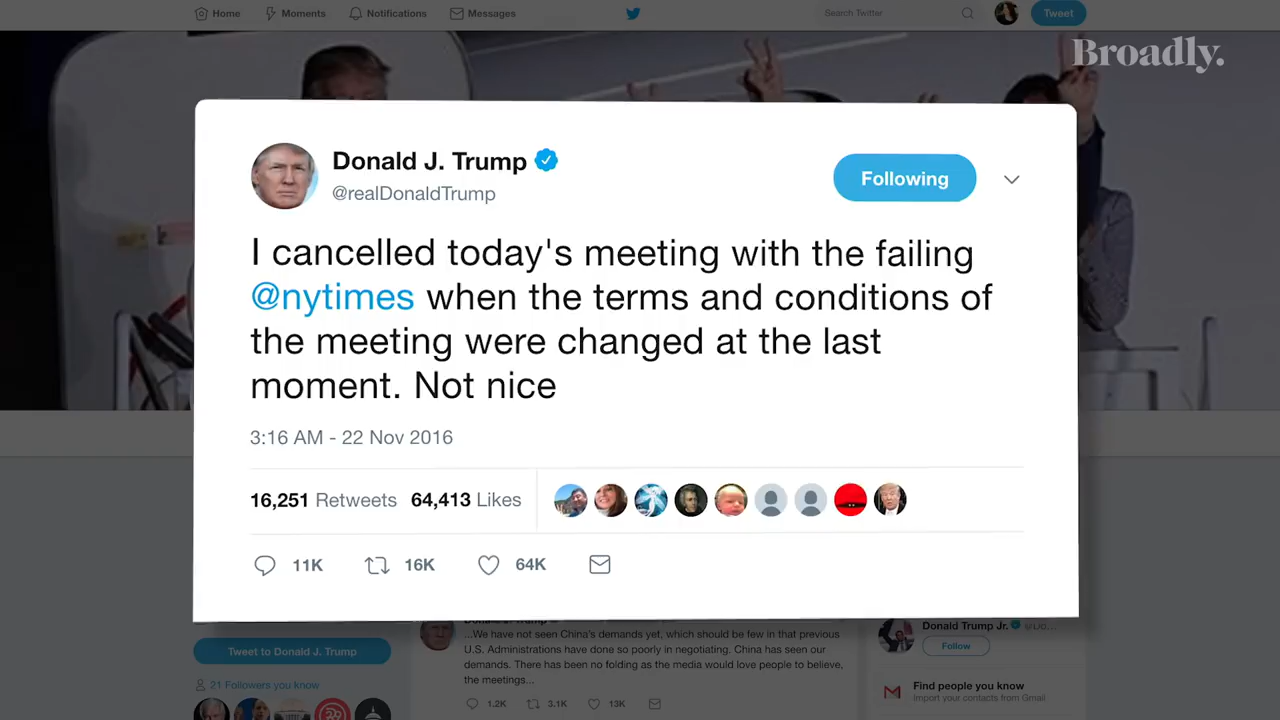 Home Moments Notifications Messages Search Twitter Tweet
Broadly.
Donald J. Trump
@realDonaldTrump
Following
I cancelled today's meeting with the failing
@nytimes when the terms and conditions of
the meeting were changed at the last
moment. Not nice
3:16 AM - 22 Nov 2016
16,251 Retweets 64,413 Likes
11K 16K 64K
Tweet to Donald J. Trump
21 Followers you know
...We have not seen China's demands yet, which should be few in that previous
U.S. Administrations have done so poorly in negotiating. China has seen our
demands. There has been no folding as the media would love people to believe,
the meetings...
1.2K 3.1K 13K
Donald Trump Jr.
Follow
Find people you know
Import your contacts from Gmail